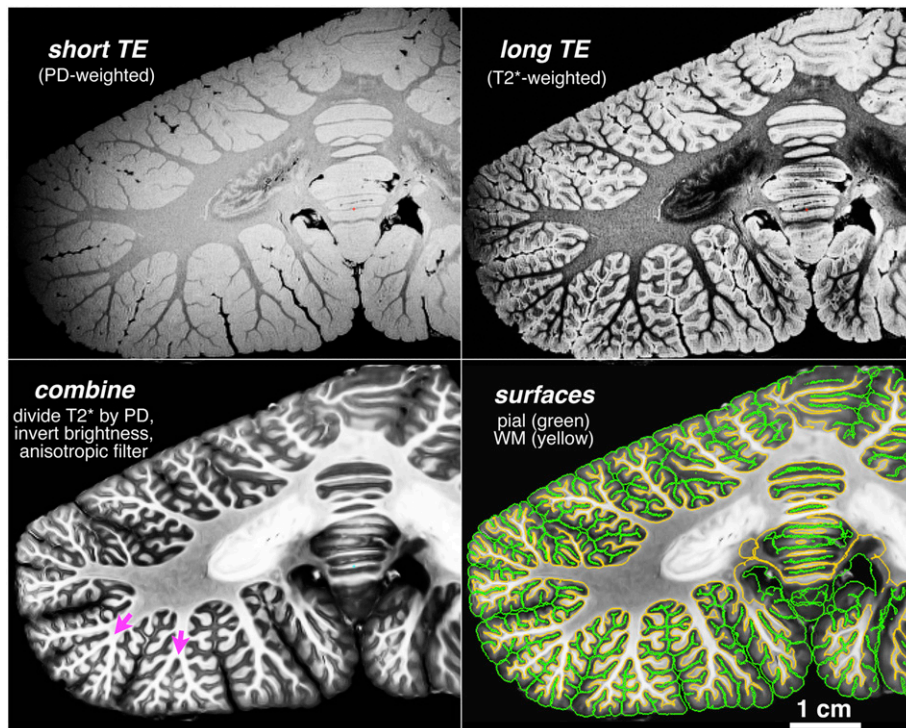 short TE
(PD-weighted)
long TE
(T2*-weighted)
combine
divide T2* by PD,
invert brightness,
anisotropic filter
surfaces
pial (green)
WM (yellow)
1 cm